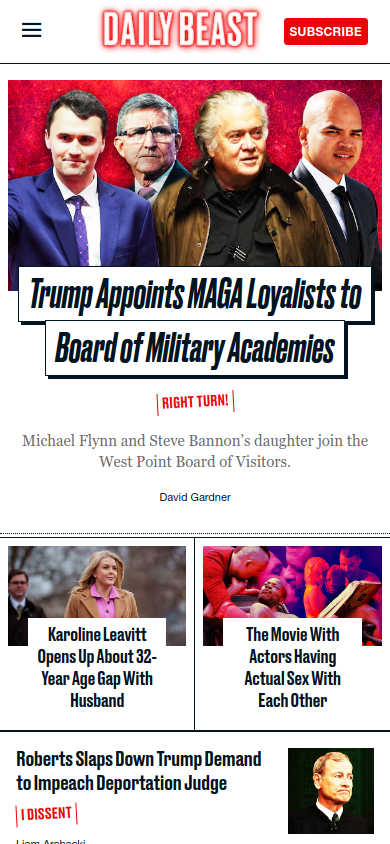 DAILY BEAST
SUBSCRIBE
Trump Appoints MAGA Loyalists to
Board of Military Academies
RIGHT TURN!
Michael Flynn and Steve Bannon’s daughter join the
West Point Board of Visitors.
David Gardner
Karoline Leavitt
Opens Up About 32-
Year Age Gap With
Husband
The Movie With
Actors Having
Actual Sex With
Each Other
Roberts Slaps Down Trump Demand
to Impeach Deportation Judge
I DISSENT